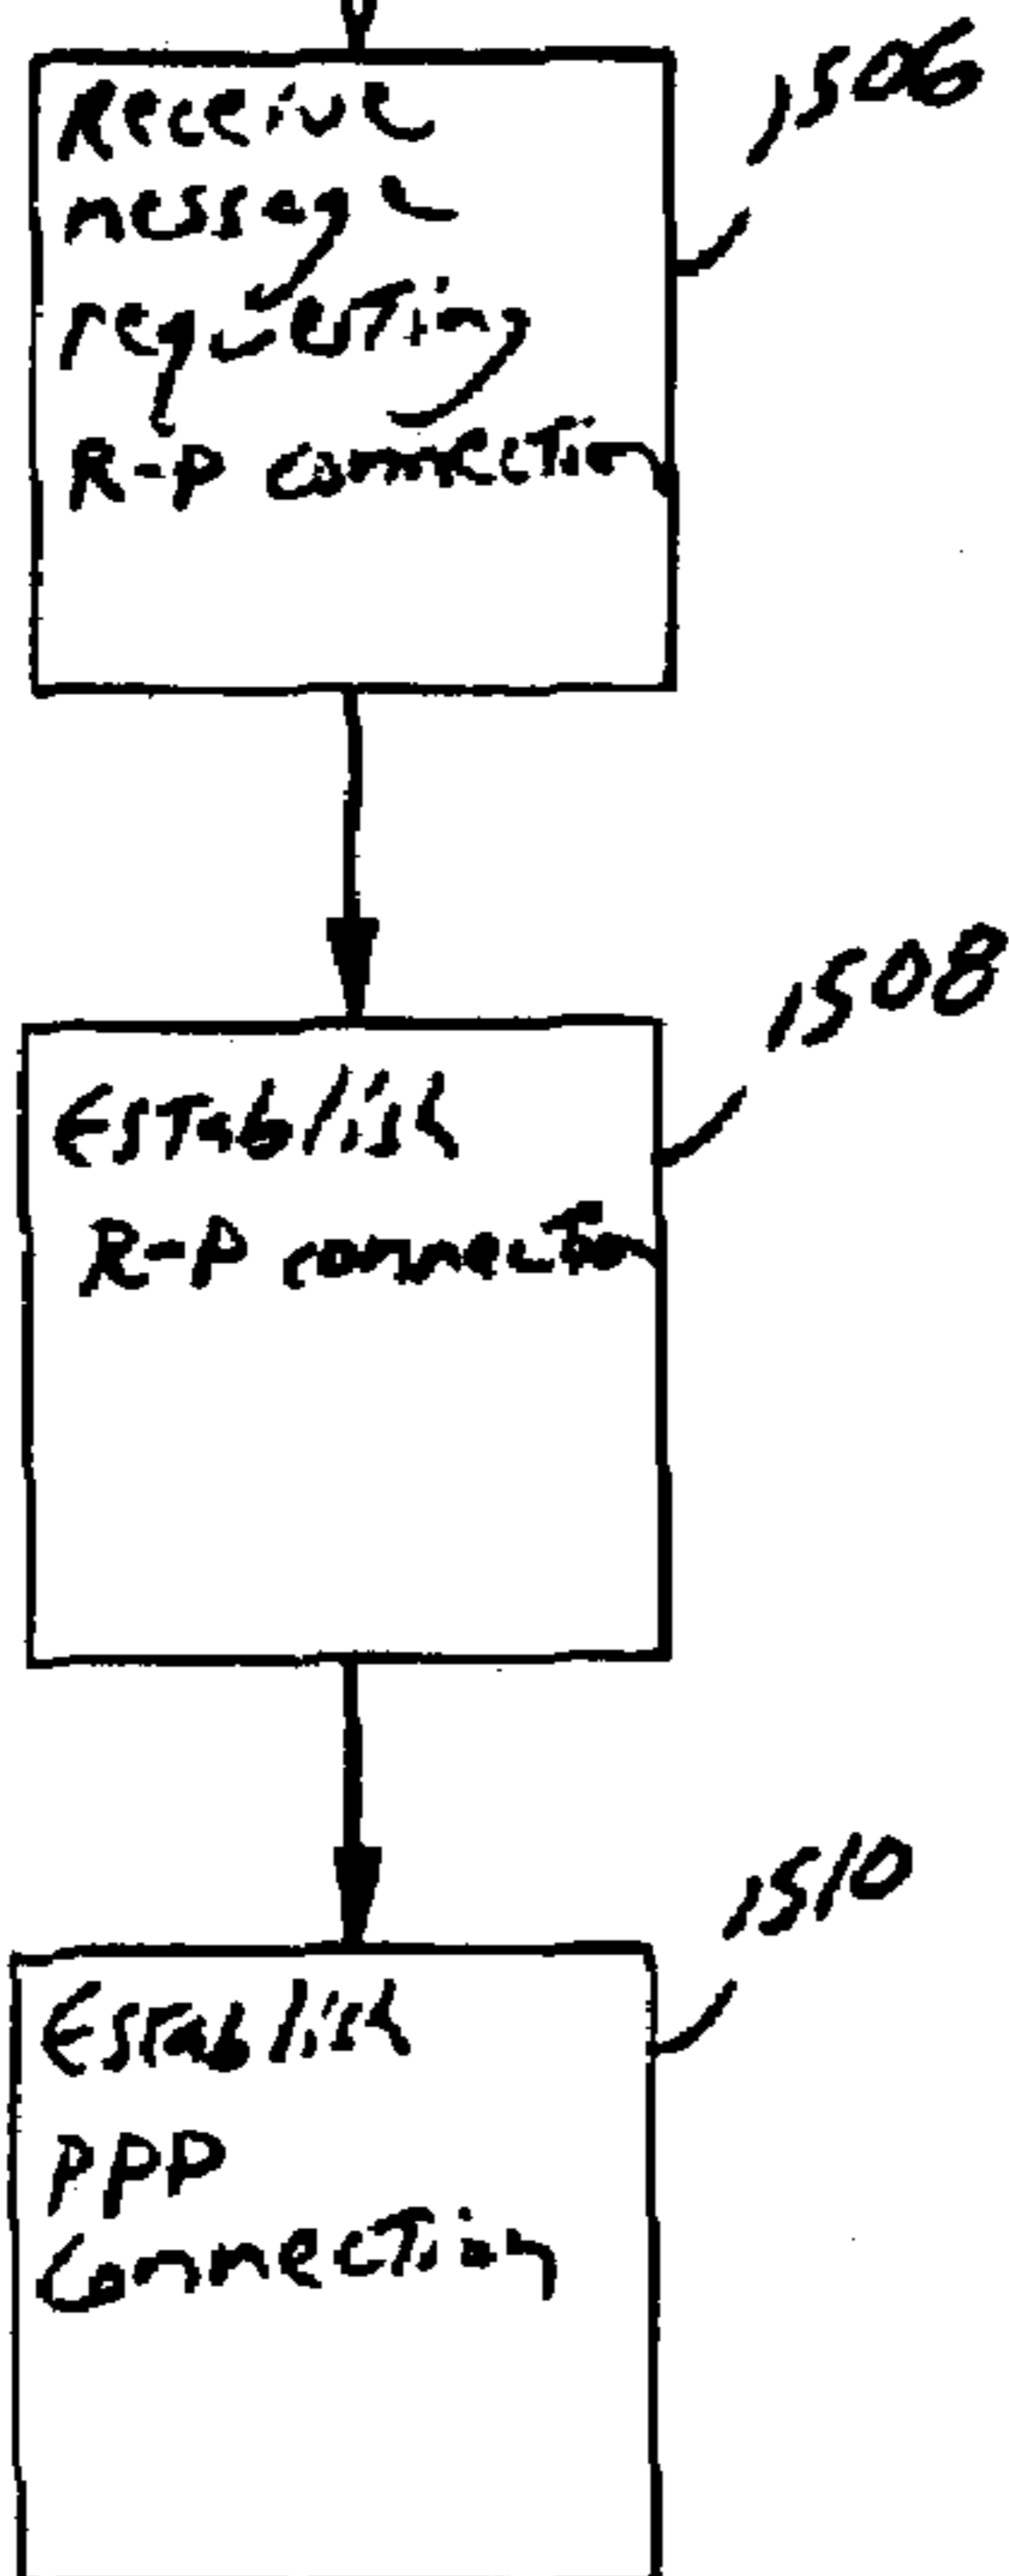 1506
Receive
message
requesting
R-P connection
1508
Establish
R-P connection
1510
Establish
PPP
Connection